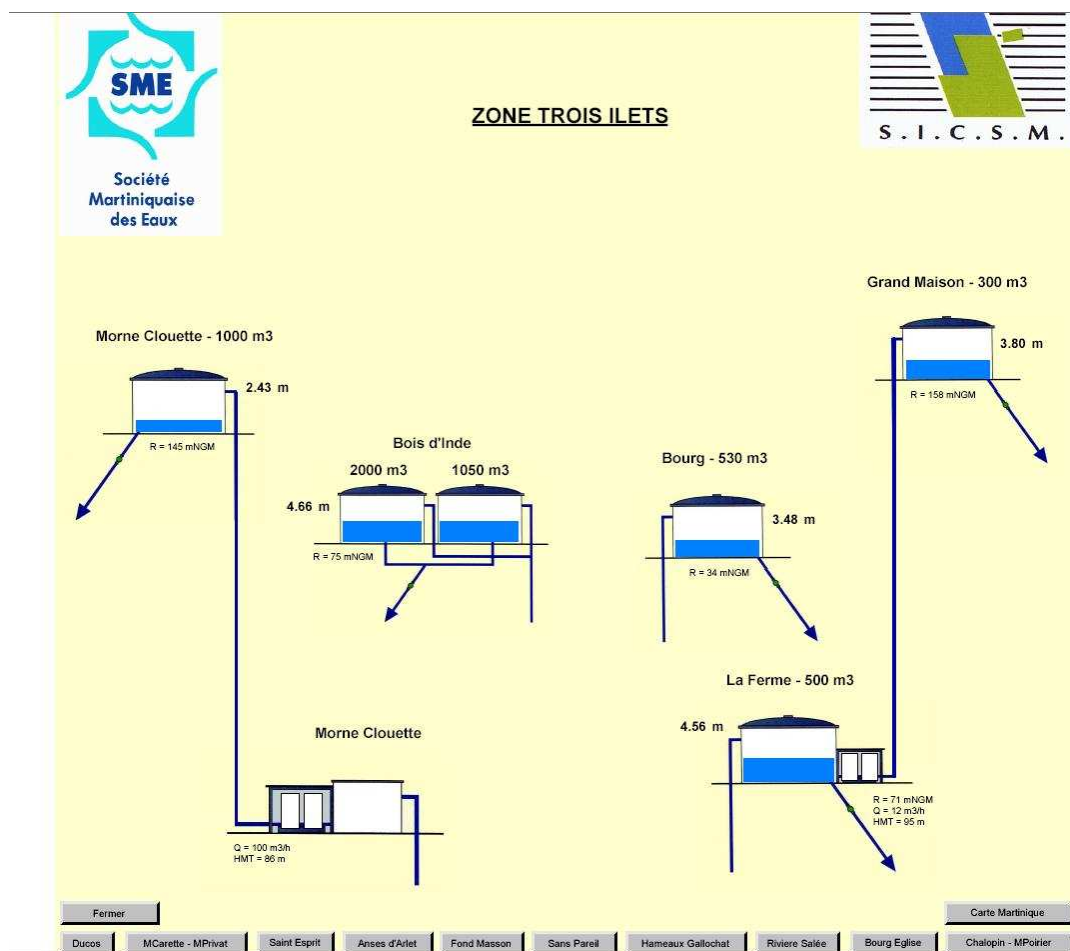 SME
Société
Martiniquaise
des Eaux
ZONE TROIS ILETS
S.I.C.S.M.
Grand Maison - 300 m3
3.80 m
R = 158 mNGM
Morne Clouette - 1000 m3
2.43 m
R = 145 mNGM
Bois d'Inde
2000 m3 1050 m3
4.66 m
R = 75 mNGM
Bourg - 530 m3
3.48 m
R = 34 mNGM
La Ferme - 500 m3
4.56 m
R = 71 mNGM
Q = 12 m3/h
HMT = 95 m
Morne Clouette
Q = 100 m3/h
HMT = 86 m
Fermer
Carte Martinique
Ducos
MCarette - MPrivat
Saint Esprit
Anses d'Arlet
Fond Masson
Sans Pareil
Hameaux Gallochat
Riviere Salée
Bourg Eglise
Chalopin - MPoirier